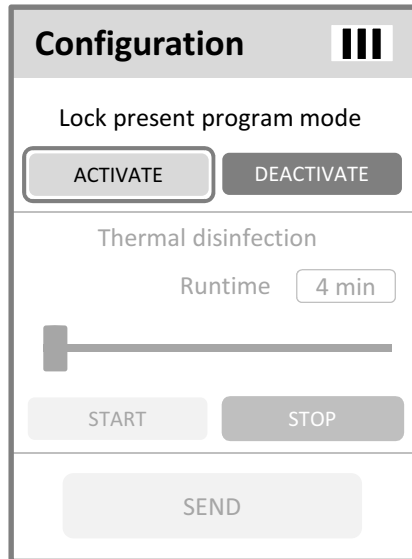 Configuration
Lock present program mode
ACTIVATE DEACTIVATE
Thermal disinfection
Runtime 4 min
START STOP
SEND